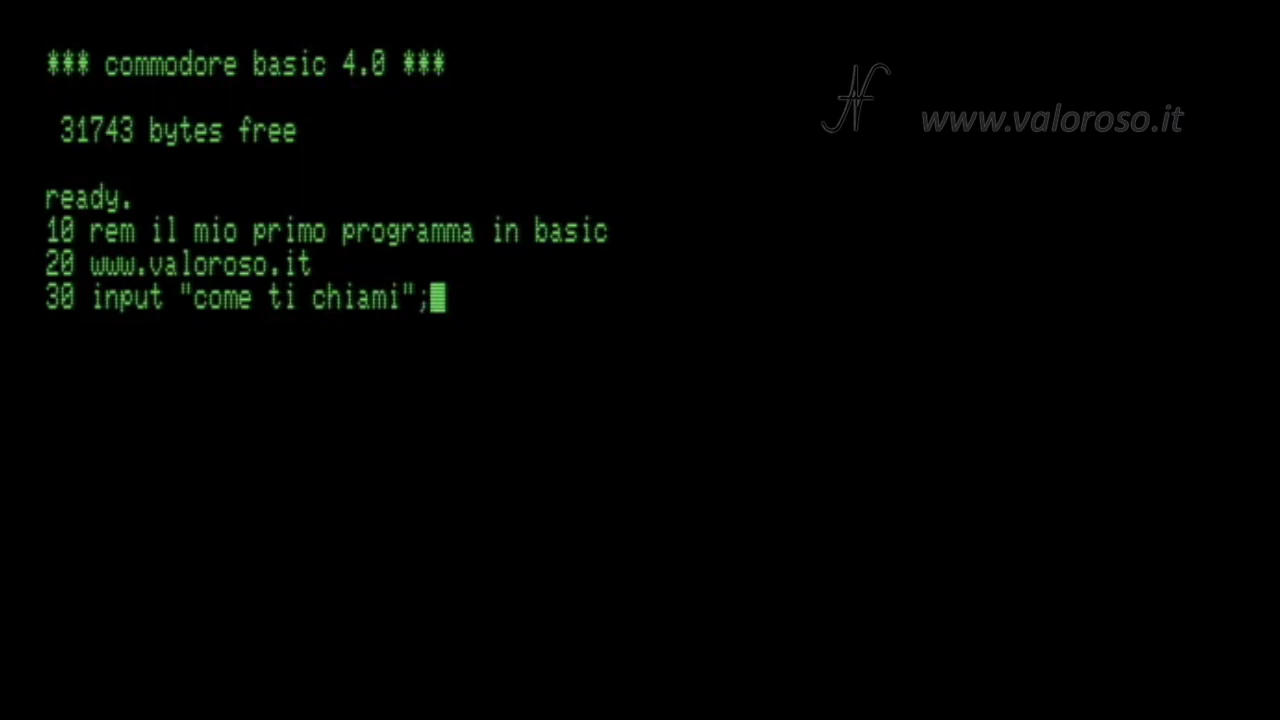 *** commodore basic 4.0 ***
31743 bytes free
ready.
10 rem il mio primo programma in basic
20 www.valoroso.it
30 input "come ti chiami";
www.valoroso.it